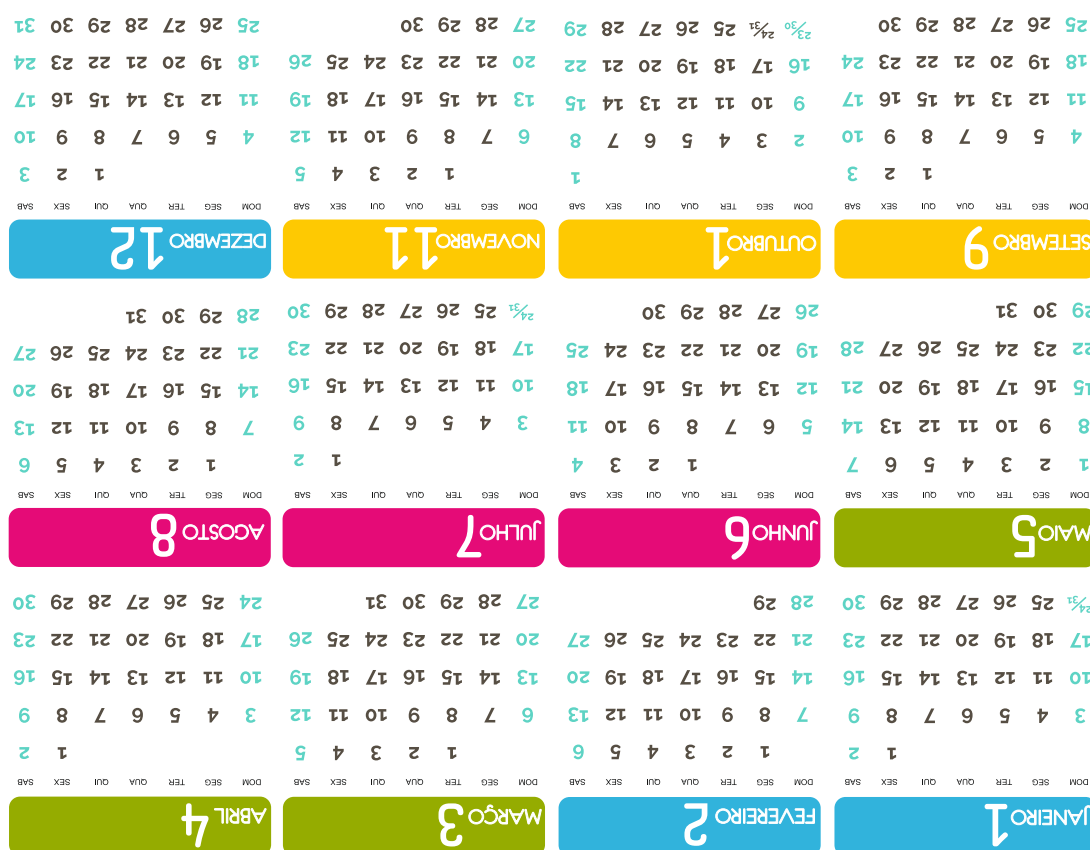 JANEIRO 1
DOM SEG TER QUA QUI SEX SAB
1 2
3 4 5 6 7 8 9
10 11 12 13 14 15 16
17 18 19 20 21 22 23
24/31 25 26 27 28 29 30
FEVEREIRO 2
DOM SEG TER QUA QUI SEX SAB
1 2 3 4 5 6
7 8 9 10 11 12 13
14 15 16 17 18 19 20
21 22 23 24 25 26 27
28 29
MARÇO 3
DOM SEG TER QUA QUI SEX SAB
1 2 3 4 5
6 7 8 9 10 11 12
13 14 15 16 17 18 19
20 21 22 23 24 25 26
27 28 29 30 31
ABRIL 4
DOM SEG TER QUA QUI SEX SAB
1 2
3 4 5 6 7 8 9
10 11 12 13 14 15 16
17 18 19 20 21 22 23
24 25 26 27 28 29 30
MAIO 5
DOM SEG TER QUA QUI SEX SAB
1 2 3 4 5 6 7
8 9 10 11 12 13 14
15 16 17 18 19 20 21
22 23 24 25 26 27 28
29 30 31
JUNHO 6
DOM SEG TER QUA QUI SEX SAB
1 2 3 4
5 6 7 8 9 10 11
12 13 14 15 16 17 18
19 20 21 22 23 24 25
26 27 28 29 30
JULHO 7
DOM SEG TER QUA QUI SEX SAB
1 2
3 4 5 6 7 8 9
10 11 12 13 14 15 16
17 18 19 20 21 22 23
24/31 25 26 27 28 29 30
AGOSTO 8
DOM SEG TER QUA QUI SEX SAB
1 2 3 4 5 6
7 8 9 10 11 12 13
14 15 16 17 18 19 20
21 22 23 24 25 26 27
28 29 30 31
SETEMBRO 9
DOM SEG TER QUA QUI SEX SAB
1 2 3
4 5 6 7 8 9 10
11 12 13 14 15 16 17
18 19 20 21 22 23 24
25 26 27 28 29 30
OUTUBRO 1
DOM SEG TER QUA QUI SEX SAB
1
2 3 4 5 6 7 8
9 10 11 12 13 14 15
16 17 18 19 20 21 22
23/30 24/31 25 26 27 28 29
NOVEMBRO 11
DOM SEG TER QUA QUI SEX SAB
1 2 3 4 5
6 7 8 9 10 11 12
13 14 15 16 17 18 19
20 21 22 23 24 25 26
27 28 29 30
DEZEMBRO 12
DOM SEG TER QUA QUI SEX SAB
1 2 3
4 5 6 7 8 9 10
11 12 13 14 15 16 17
18 19 20 21 22 23 24
25 26 27 28 29 30 31